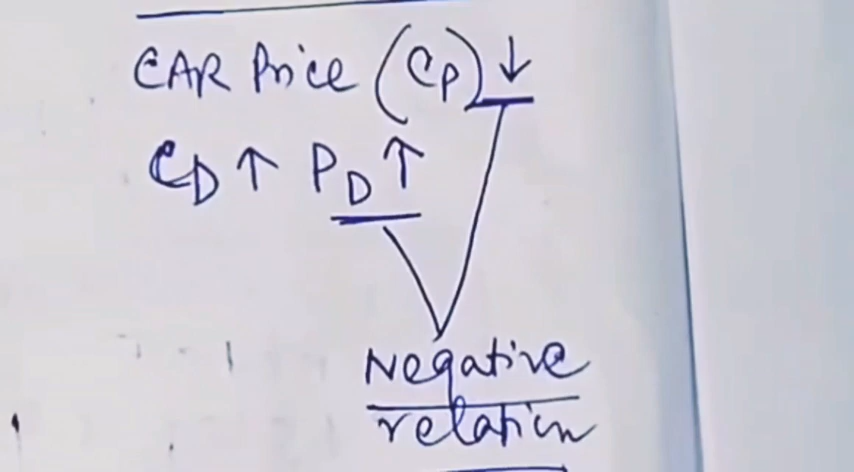 CAR Price (CP) ↓
CD ↑ PD ↑
Negative
relation